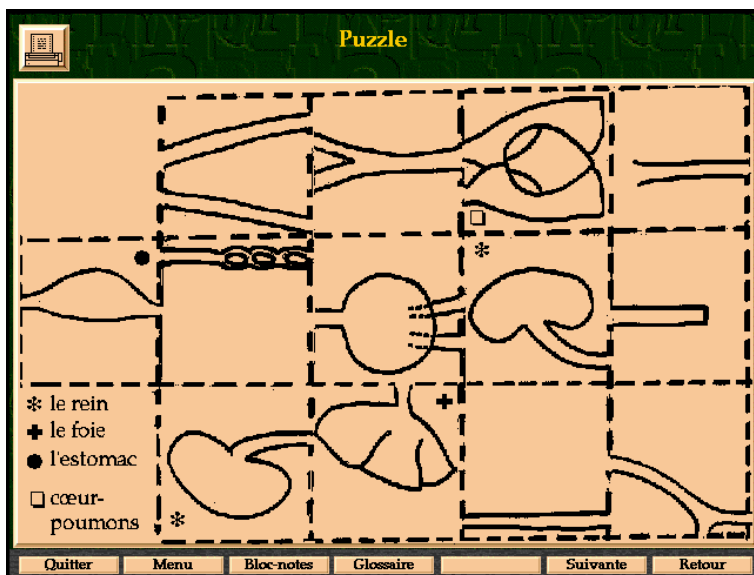 Puzzle
le rein
le foie
l'estomac
cœur-
poumons
Quitter
Menu
Bloc-notes
Glossaire
Suivante
Retour